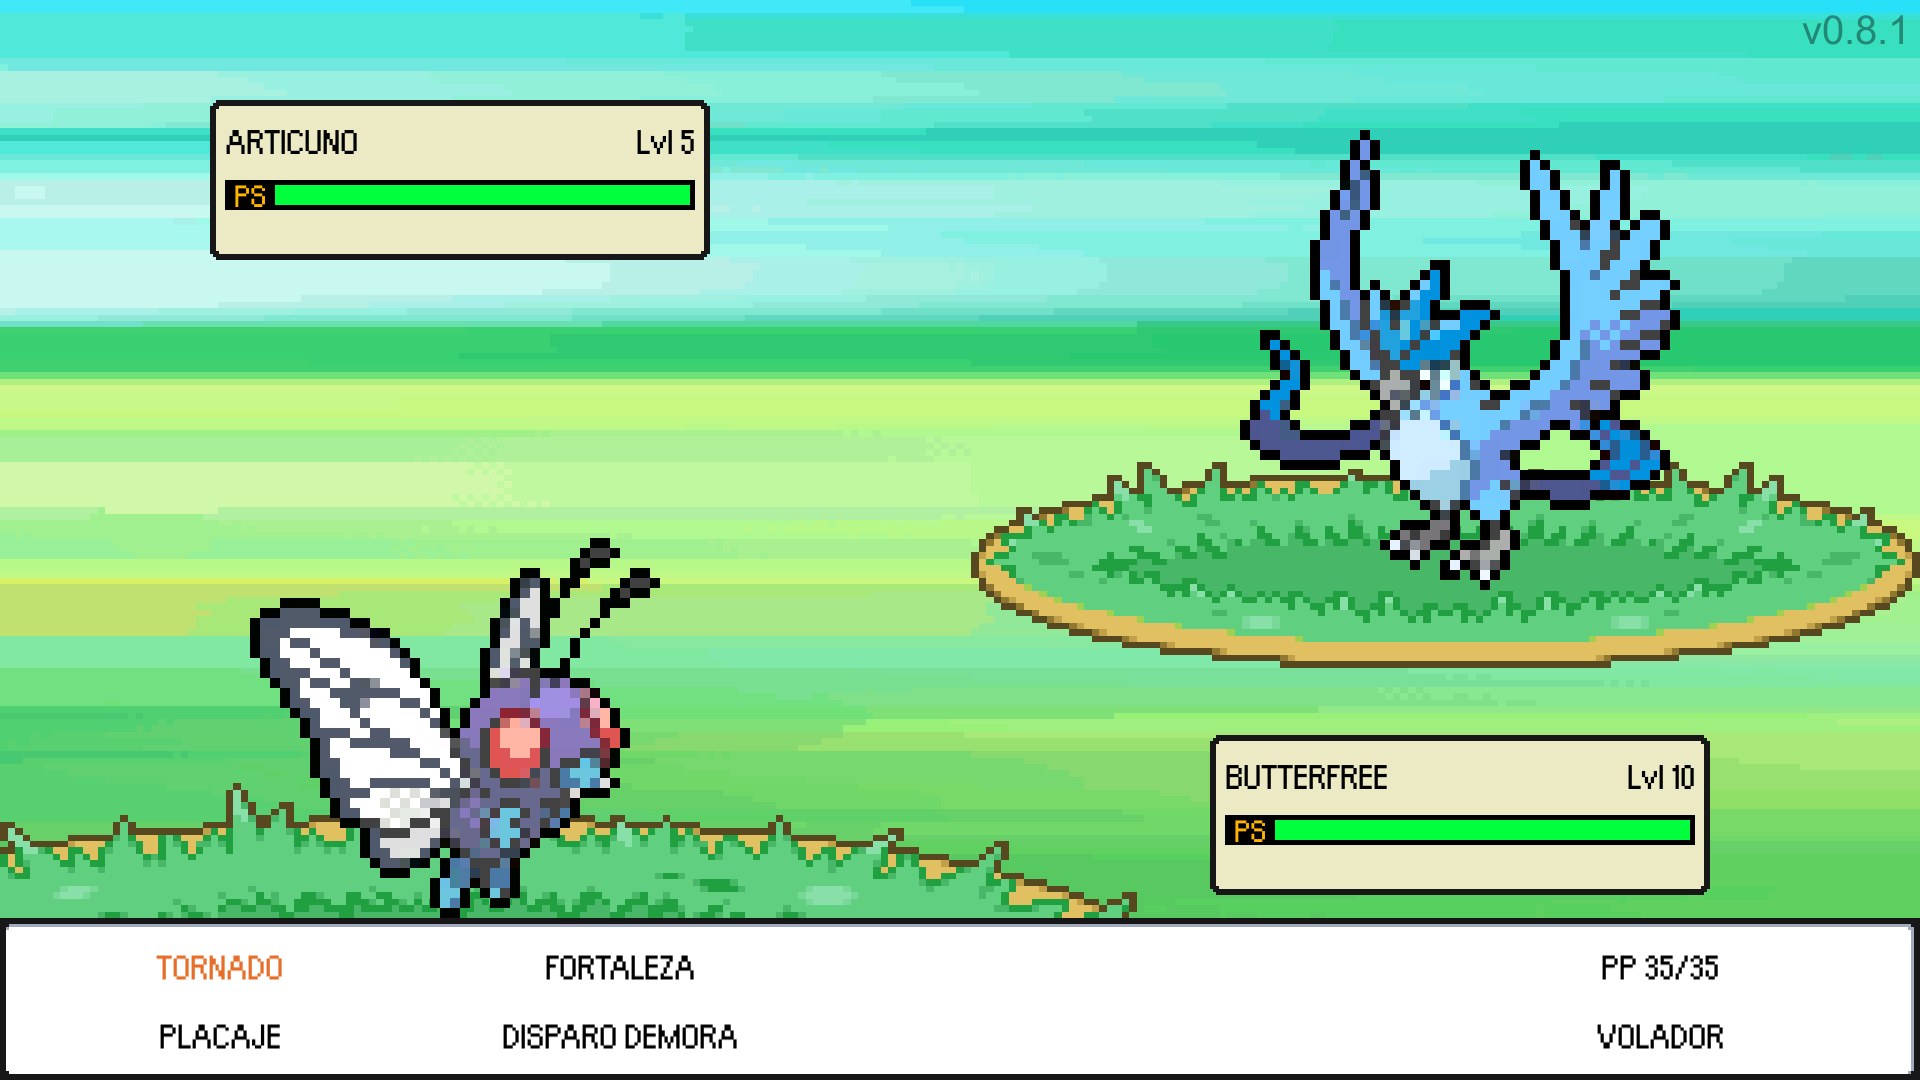 v0.8.1
ARTICUNO Lvl 5
PS
BUTTERFREE Lvl 10
PS
TORNADO FORTALEZA PP 35/35
PLACAJE DISPARO DEMORA VOLADOR